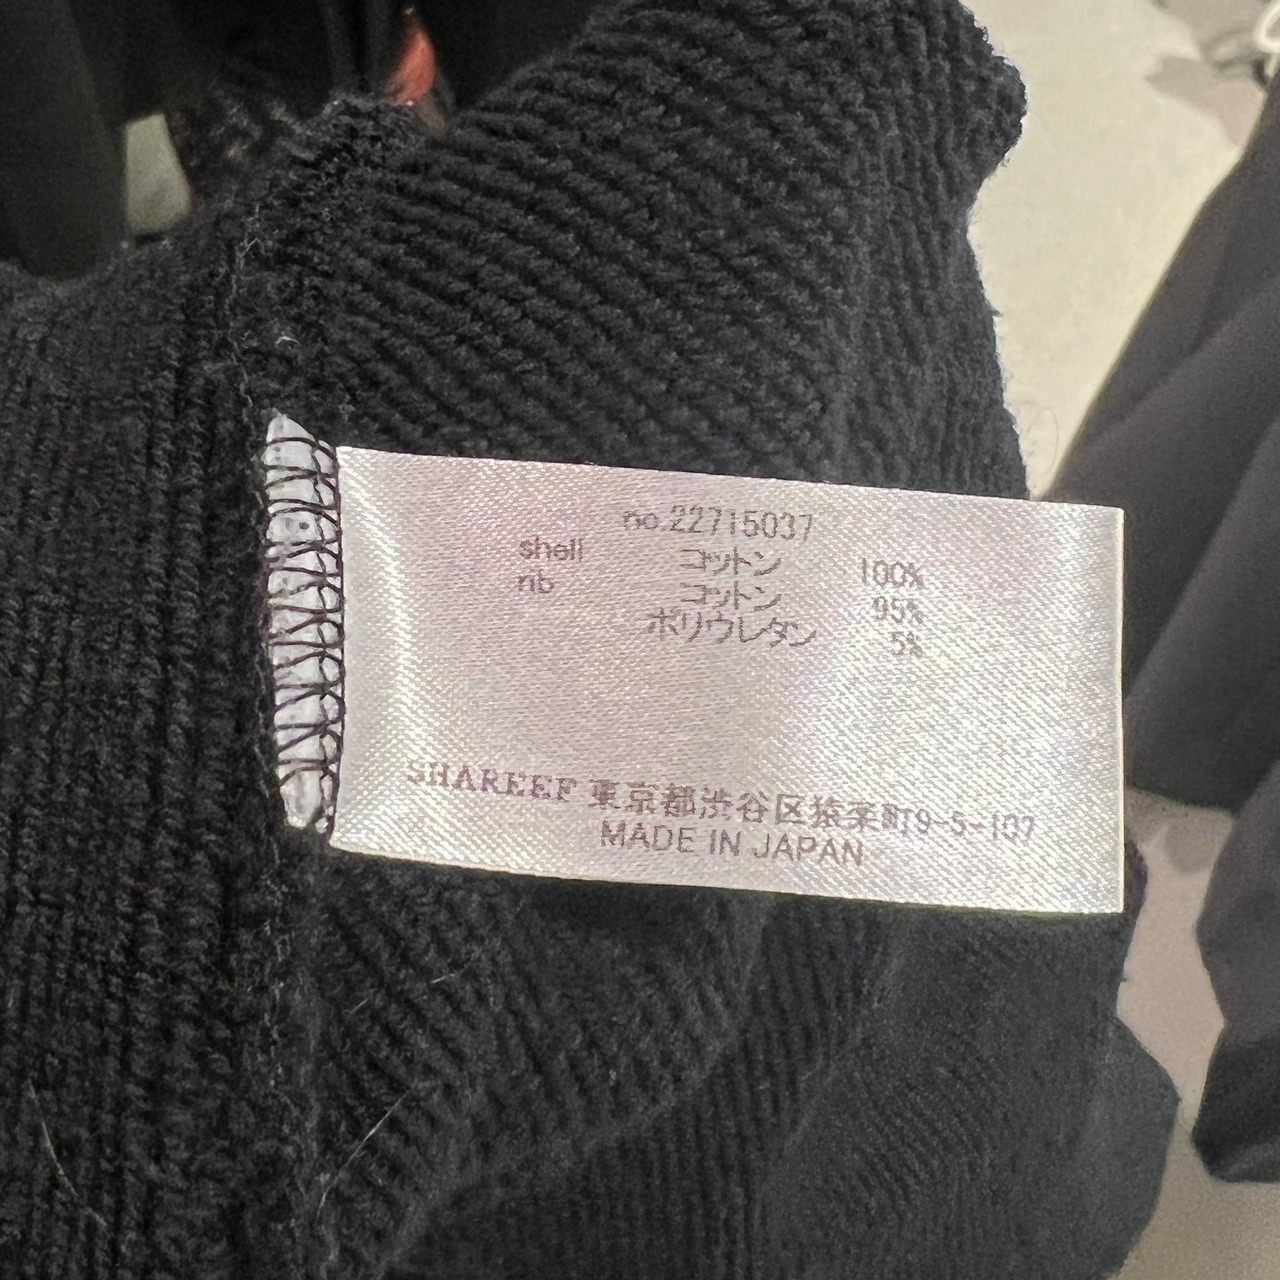 no.22715037
shell コットン 100%
rib コットン 95%
ポリウレタン 5%
SHAREEF 東京都渋谷区猿楽町9-5-107
MADE IN JAPAN